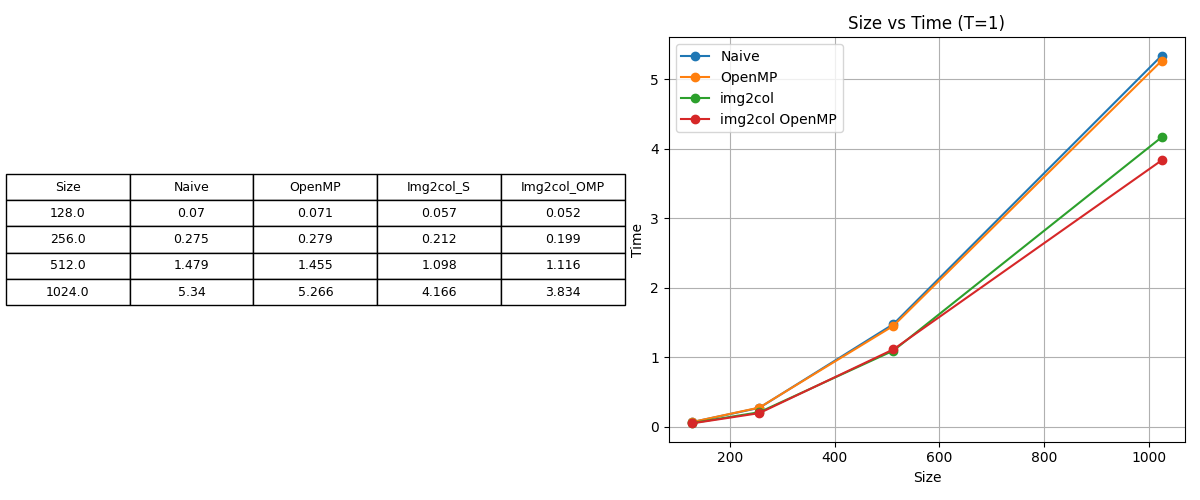 Size Naive OpenMP Img2col_S Img2col_OMP
128.0 0.07 0.071 0.057 0.052
256.0 0.275 0.279 0.212 0.199
512.0 1.479 1.455 1.098 1.116
1024.0 5.34 5.266 4.166 3.834
Size vs Time (T=1)
Naive
OpenMP
img2col
img2col OpenMP
Time
5
4
3
2
1
0
200 400 600 800 1000
Size